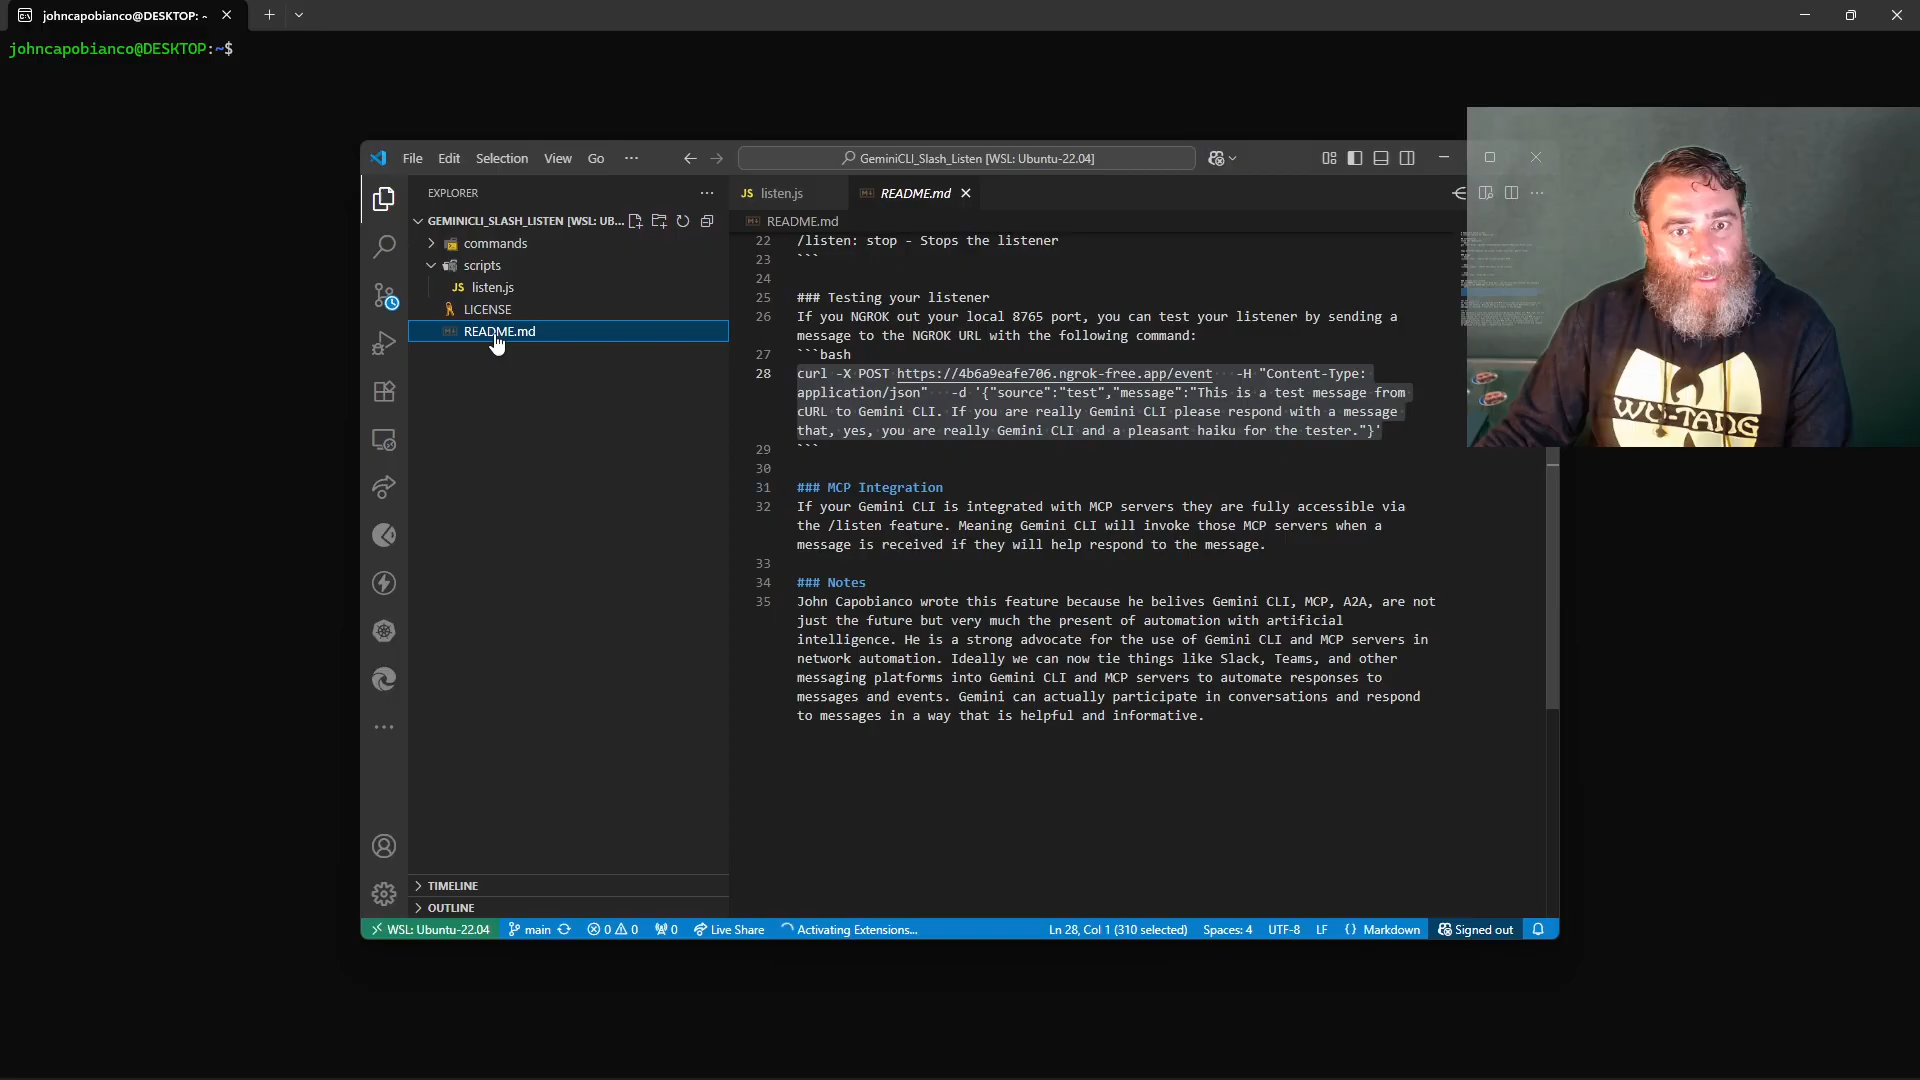 johncapobianco@DESKTOP: ~
johncapobianco@DESKTOP:~$
File Edit Selection View Go
GeminiCLI_Slash_Listen [WSL: Ubuntu-22.04]
EXPLORER
GEMINICLI_SLASH_LISTEN [WSL: UB...
commands
scripts
JS listen.js
LICENSE
README.md
TIMELINE
OUTLINE
JS listen.js
README.md
README.md
22 /listen: stop - Stops the listener
23 ```
24
25 ### Testing your listener
26 If you NGROK out your local 8765 port, you can test your listener by sending a
message to the NGROK URL with the following command:
27 ```bash
28 curl -X POST https://4b6a9eafe706.ngrok-free.app/event   -H "Content-Type:
application/json"   -d '{"source":"test","message":"This is a test message from
cURL to Gemini CLI. If you are really Gemini CLI please respond with a message
that, yes, you are really Gemini CLI and a pleasant haiku for the tester."}'
29 ```
30
31 ### MCP Integration
32 If your Gemini CLI is integrated with MCP servers they are fully accessible via
the /listen feature. Meaning Gemini CLI will invoke those MCP servers when a
message is received if they will help respond to the message.
33
34 ### Notes
35 John Capobianco wrote this feature because he belives Gemini CLI, MCP, A2A, are not
just the future but very much the present of automation with artificial
intelligence. He is a strong advocate for the use of Gemini CLI and MCP servers in
network automation. Ideally we can now tie things like Slack, Teams, and other
messaging platforms into Gemini CLI and MCP servers to automate responses to
messages and events. Gemini can actually participate in conversations and respond
to messages in a way that is helpful and informative.
WU-TANG
WSL: Ubuntu-22.04 main 0 0 0 Live Share Activating Extensions... Ln 28, Col 1 (310 selected) Spaces: 4 UTF-8 LF {} Markdown Signed out